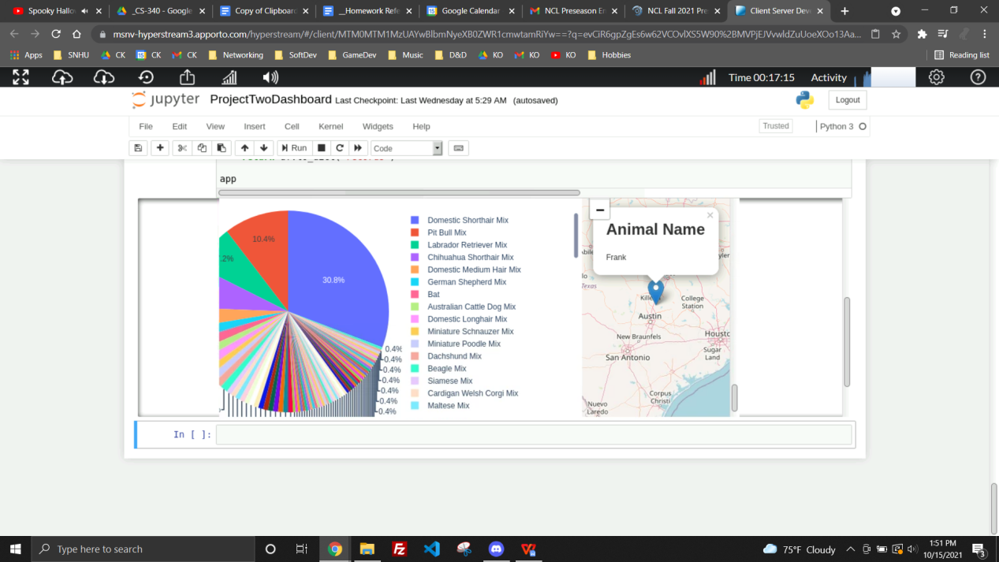 Spooky Hallo
_CS-340 - Google
Copy of Clipboard
__Homework Refe
Google Calendar
NCL Preseason En
NCL Fall 2021 Pre
Client Server Deve
msnv-hyperstream3.apporto.com/hyperstream/#/client/MTM0MTM1MzUAYwBlbmNyeXB0ZWR1cmwtamRiYw==?q=evCiR6gpZgEs6w62VCOvlXS5W90%2BMVPjEJVvwldZuUoeXOo13Aa...
Apps
SNHU
CK
CK
CK
Networking
SoftDev
GameDev
Music
D&D
KO
KO
KO
Hobbies
Reading list
Time 00:17:15
Activity
jupyter ProjectTwoDashboard Last Checkpoint: Last Wednesday at 5:29 AM (autosaved)
Logout
File Edit View Insert Cell Kernel Widgets Help
Trusted
Python 3
Run
Code
app
10.4%
.2%
30.8%
0.4%
0.4%
0.4%
0.4%
0.4%
0.4%
0.4%
Domestic Shorthair Mix
Pit Bull Mix
Labrador Retriever Mix
Chihuahua Shorthair Mix
Domestic Medium Hair Mix
German Shepherd Mix
Bat
Australian Cattle Dog Mix
Domestic Longhair Mix
Miniature Schnauzer Mix
Miniature Poodle Mix
Dachshund Mix
Beagle Mix
Siamese Mix
Cardigan Welsh Corgi Mix
Maltese Mix
−
×
Animal Name
Frank
Abile
yler
lo
Texas
Kille
College
Station
Austin
New Braunfels
Housto
Sugar
Land
San Antonio
Corpus
Christi
Nuevo
Laredo
In [ ]:
Type here to search
75°F Cloudy
1:51 PM
10/15/2021
3